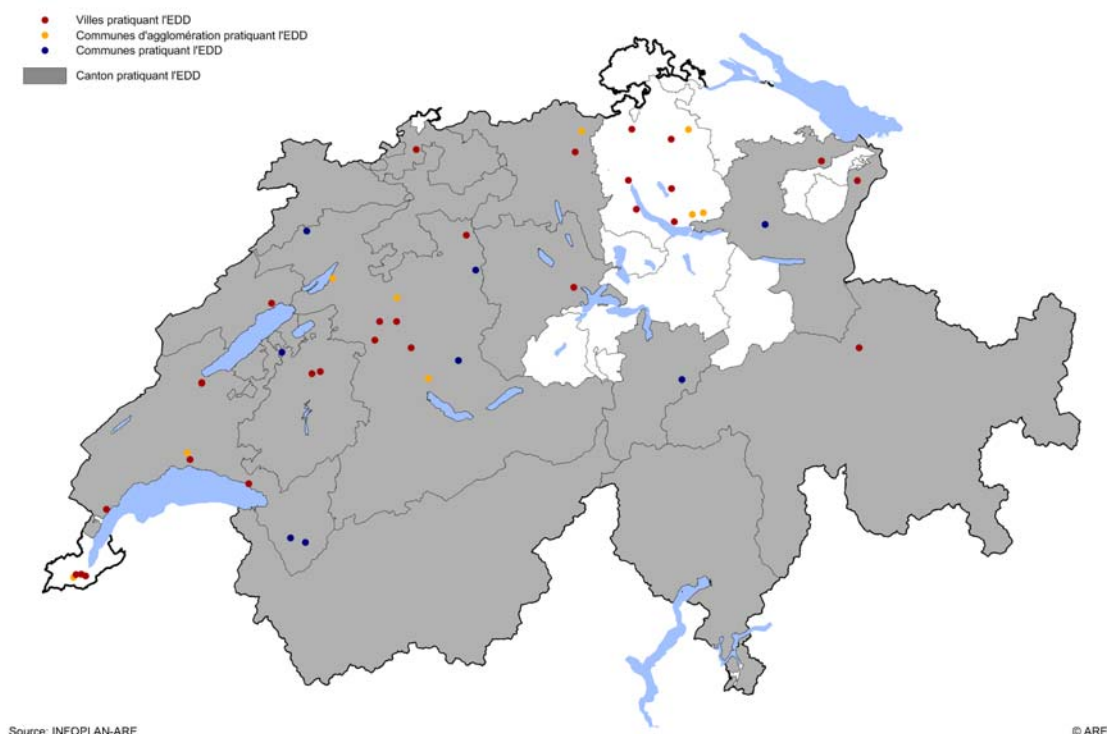 Villes pratiquant l'EDD
Communes d'agglomération pratiquant l'EDD
Communes pratiquant l'EDD
Canton pratiquant l'EDD
Source: INFOPLAN-ARE
© ARE